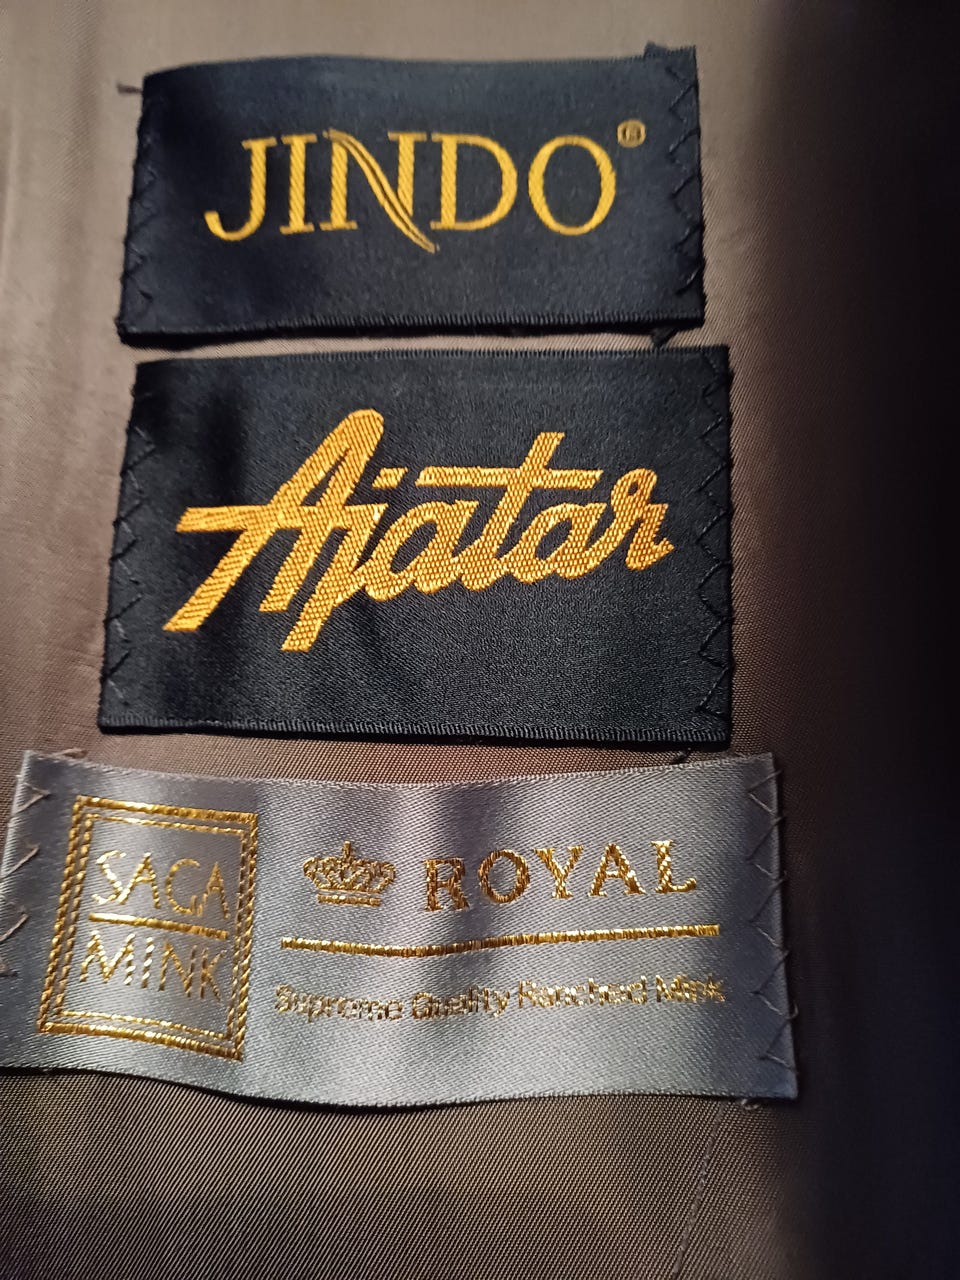 JINDO®
Ajatar
SAGA
MINK
ROYAL
Supreme Quality Ranched Mink